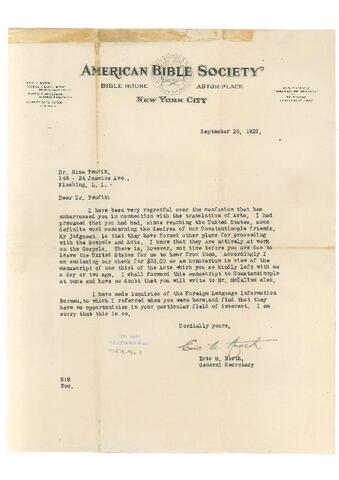 AMERICAN BIBLE SOCIETY
BIBLE HOUSE ASTOR PLACE
NEW YORK CITY
September 26, 1929.
Dr. Riza Tewfik,
146 - 24 Jasmine Ave.,
Flushing, L. I. -
Dear Dr. Tewfik:
I have been very regretful over the confusion that has
embarrassed you in connection with the translation of Acts. I had
presumed that you had had, since reaching the United States, some
definite word concerning the desires of our Constantinople friends.
My judgment is that they have formed other plans for proceeding
with the Gospels and Acts. I know that they are actively at work
on the Gospels. There is, however, not time before you are due to
leave the United States for us to hear from them. Accordingly I
am enclosing our check for $35.00 as an honorarium in view of the
manuscript of one third of the Acts which you so kindly left with me
a day or two ago. I shall forward this manuscript to Constantinople
at once and have no doubt that you will write to Mr. McCallum also.
I have made inquiries of the Foreign Language Information
Bureau, to which I referred when you were here, and find that they
have no opportunities in your particular field of interest. I am
sorry that this is so.
Cordially yours,
Eric M. North
Eric M. North,
General Secretary
N:H
Enc.